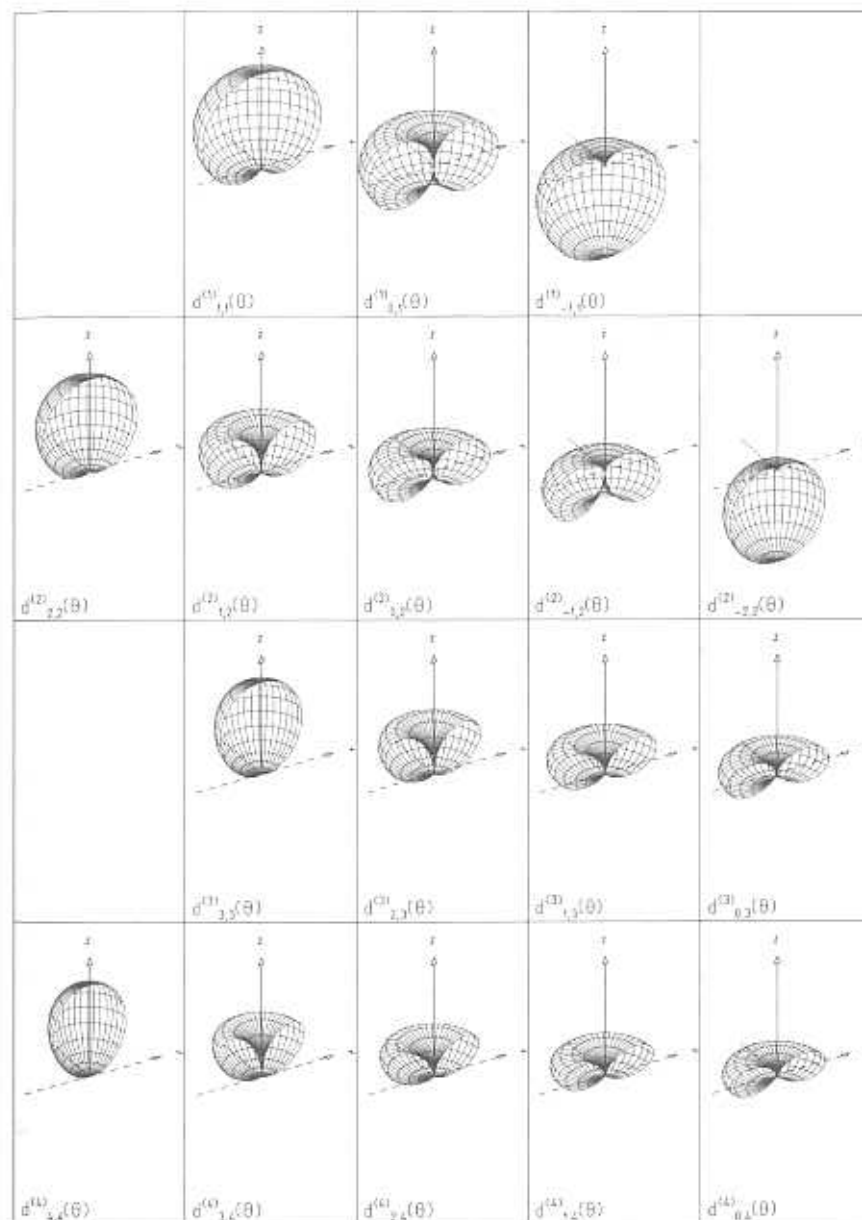 z z z
d⁽¹⁾₁,₁(θ) d⁽¹⁾₀,₁(θ) d⁽¹⁾₋₁,₁(θ)
z z z z z
d⁽²⁾₂,₂(θ) d⁽²⁾₁,₂(θ) d⁽²⁾₀,₂(θ) d⁽²⁾₋₁,₂(θ) d⁽²⁾₋₂,₂(θ)
z z z z
d⁽³⁾₃,₃(θ) d⁽³⁾₂,₃(θ) d⁽³⁾₁,₃(θ) d⁽³⁾₀,₃(θ)
z z z z z
d⁽⁴⁾₄,₄(θ) d⁽⁴⁾₃,₄(θ) d⁽⁴⁾₂,₄(θ) d⁽⁴⁾₁,₄(θ) d⁽⁴⁾₀,₄(θ)